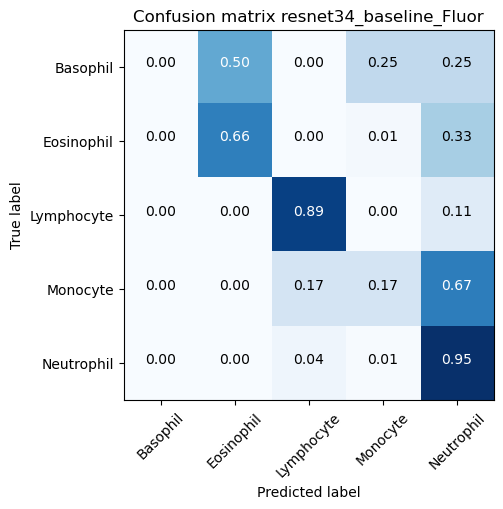 Confusion matrix resnet34_baseline_Fluor
Basophil 0.00 0.50 0.00 0.25 0.25
Eosinophil 0.00 0.66 0.00 0.01 0.33
Lymphocyte 0.00 0.00 0.89 0.00 0.11
Monocyte 0.00 0.00 0.17 0.17 0.67
Neutrophil 0.00 0.00 0.04 0.01 0.95
True label
Basophil Eosinophil Lymphocyte Monocyte Neutrophil
Predicted label